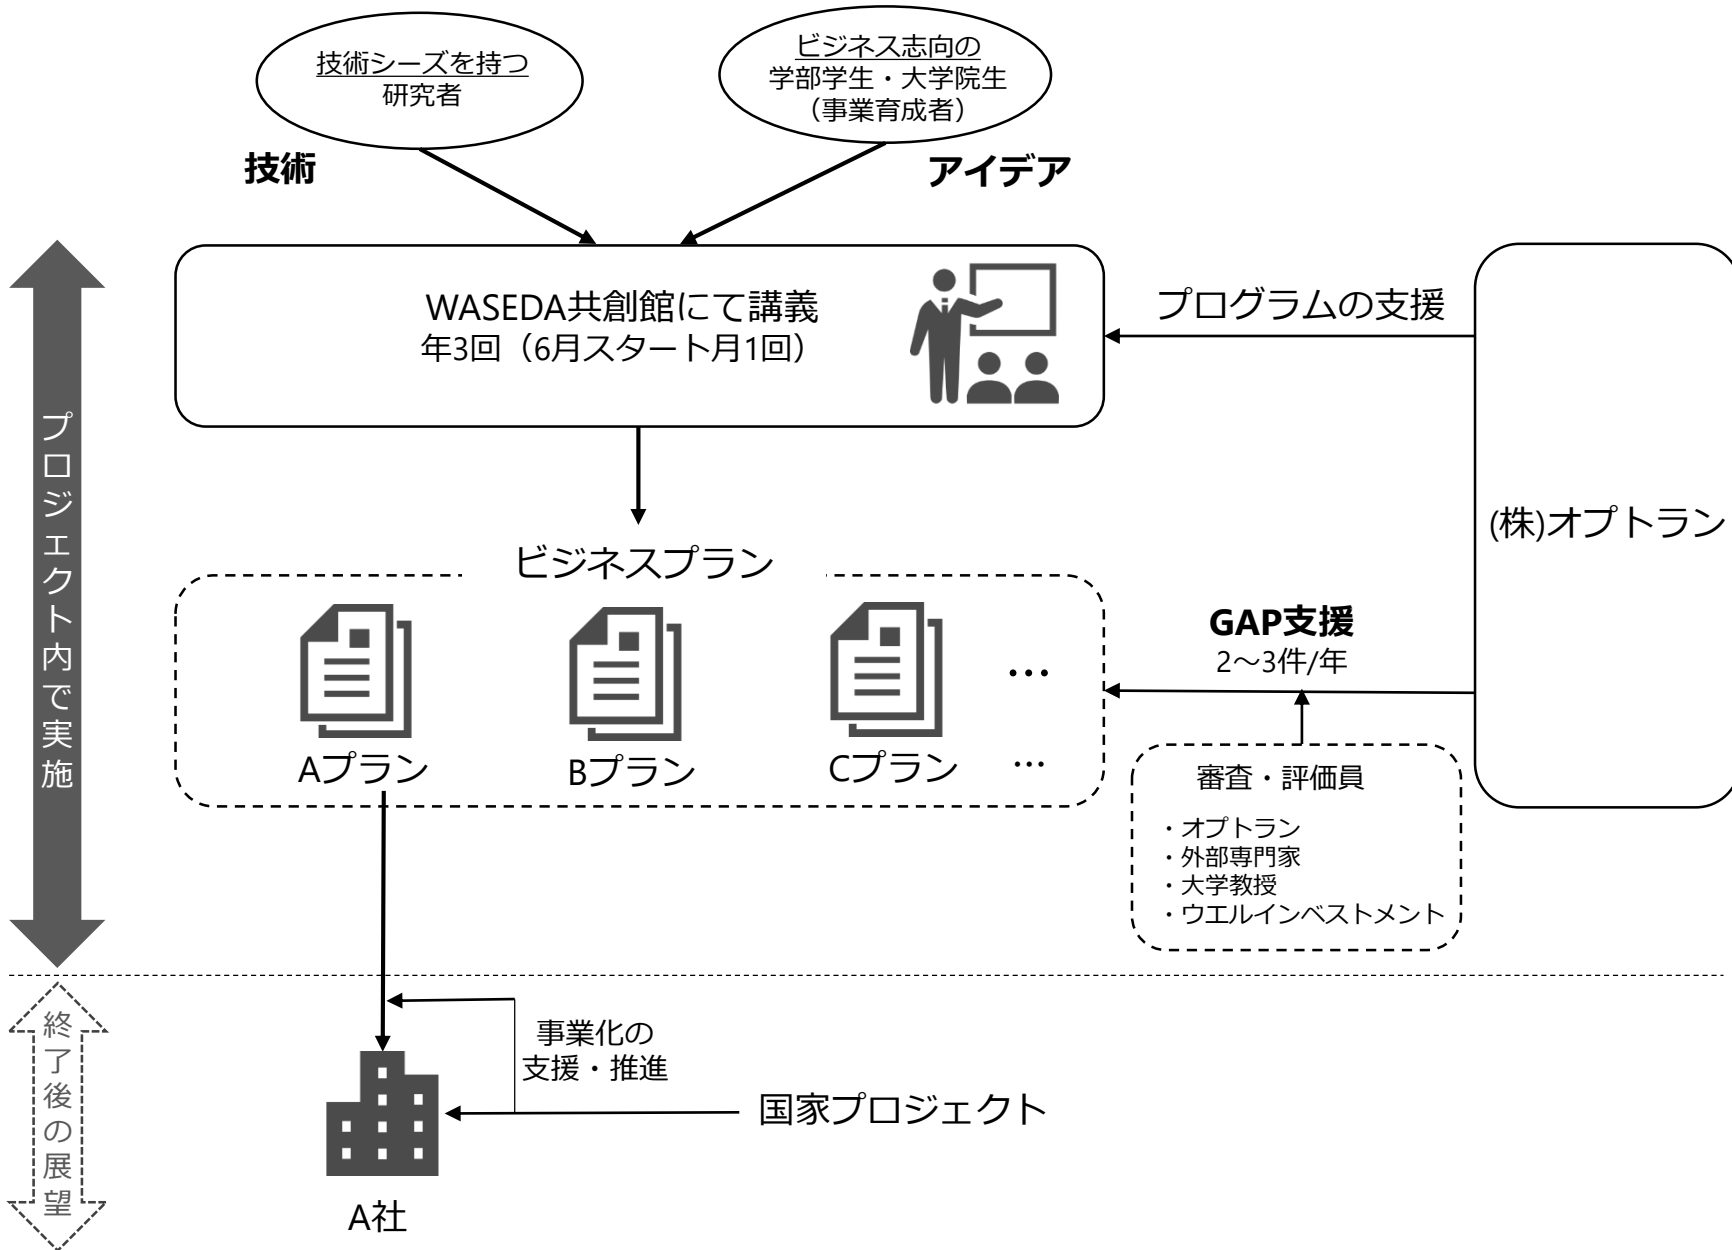 技術シーズを持つ
研究者
ビジネス志向の
学部学生・大学院生
（事業育成者）
技術
アイデア
WASEDA共創館にて講義
年3回（6月スタート月1回）
プログラムの支援
(株)オプトラン
ビジネスプラン
Aプラン
Bプラン
Cプラン
…
…
GAP支援
2～3件/年
審査・評価員
・オプトラン
・外部専門家
・大学教授
・ウエルインベストメント
プロジェクト内で実施
終了後の展望
事業化の
支援・推進
国家プロジェクト
A社